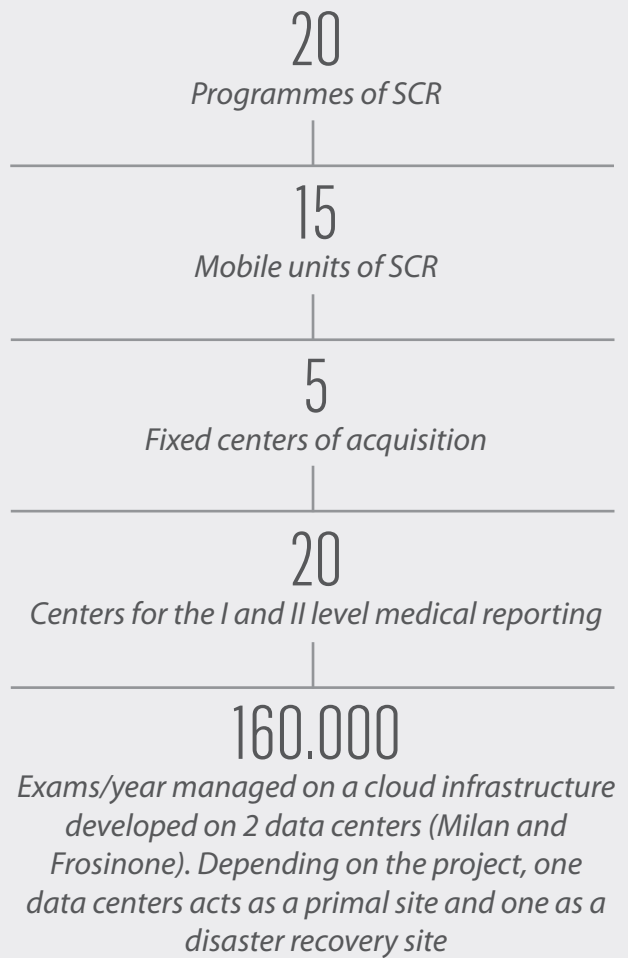 20
Programmes of SCR
15
Mobile units of SCR
5
Fixed centers of acquisition
20
Centers for the I and II level medical reporting
160.000
Exams/year managed on a cloud infrastructure
developed on 2 data centers (Milan and
Frosinone). Depending on the project, one
data centers acts as a primal site and one as a
disaster recovery site